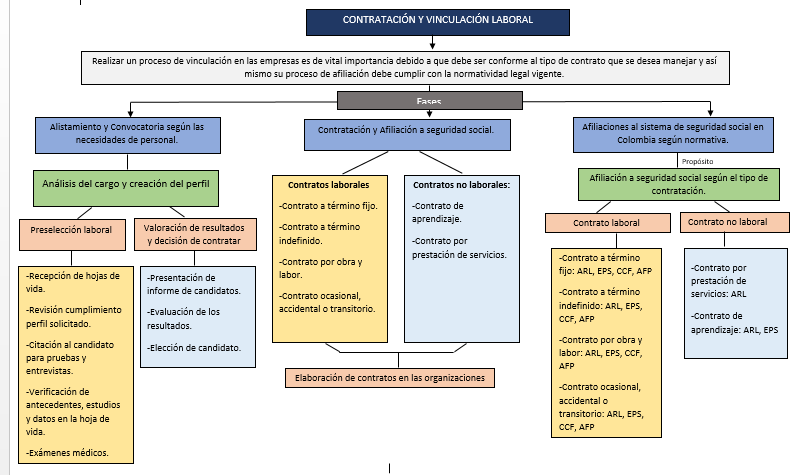 CONTRATACIÓN Y VINCULACIÓN LABORAL
Realizar un proceso de vinculación en las empresas es de vital importancia debido a que debe ser conforme al tipo de contrato que se desea manejar y así
mismo su proceso de afiliación debe cumplir con la normatividad legal vigente.
Fases
Alistamiento y Convocatoria según las
necesidades de personal.
Análisis del cargo y creación del perfil
Preselección laboral
-Recepción de hojas de
vida.
-Revisión cumplimiento
perfil solicitado.
-Citación al candidato
para pruebas y
entrevistas.
-Verificación de
antecedentes, estudios
y datos en la hoja de
vida.
-Exámenes médicos.
Valoración de resultados
y decisión de contratar
-Presentación de
informe de candidatos.
-Evaluación de los
resultados.
-Elección de candidato.
Contratación y Afiliación a seguridad social.
Contratos laborales
-Contrato a término fijo.
-Contrato a término
indefinido.
-Contrato por obra y
labor.
-Contrato ocasional,
accidental o transitorio.
Contratos no laborales:
-Contrato de
aprendizaje.
-Contrato por
prestación de servicios.
Elaboración de contratos en las organizaciones
Afiliaciones al sistema de seguridad social en
Colombia según normativa.
Propósito
Afiliación a seguridad social según el tipo de
contratación.
Contrato laboral
-Contrato a término
fijo: ARL, EPS, CCF, AFP
-Contrato a término
indefinido: ARL, EPS,
CCF, AFP
-Contrato por obra y
labor: ARL, EPS, CCF,
AFP
-Contrato ocasional,
accidental o
transitorio: ARL, EPS,
CCF, AFP
Contrato no laboral
-Contrato por
prestación de
servicios: ARL
-Contrato de
aprendizaje: ARL, EPS